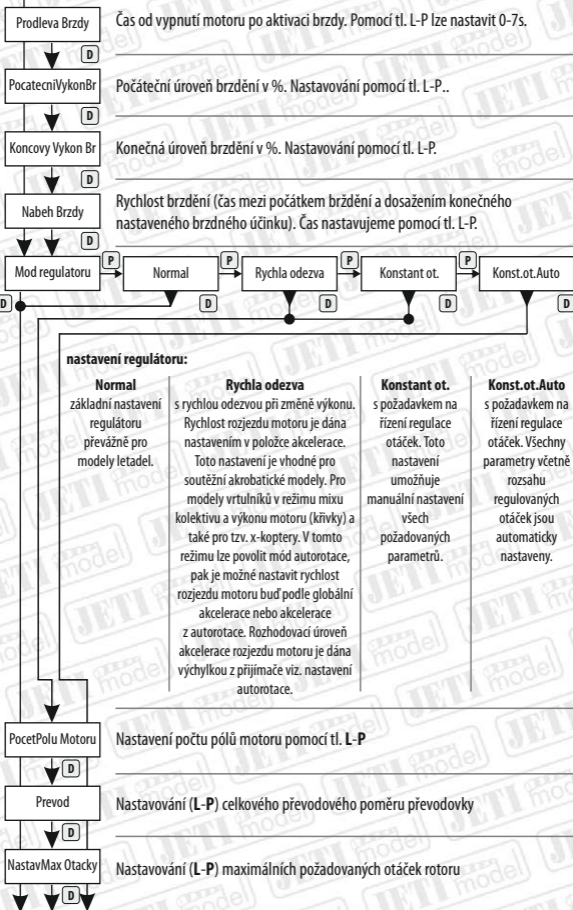 Prodleva Brzdy
Čas od vypnutí motoru po aktivaci brzdy. Pomocí tl. L-P lze nastavit 0-7s.
D
PocatecniVykonBr
Počáteční úroveň brzdění v %. Nastavování pomocí tl. L-P..
D
Koncovy Vykon Br
Konečná úroveň brzdění v %. Nastavování pomocí tl. L-P.
D
Nabeh Brzdy
Rychlost brzdění (čas mezi počátkem brždění a dosažením konečného
nastaveného brzdného účinku). Čas nastavujeme pomocí tl. L-P.
D
Mod regulatoru
P
Normal
P
Rychla odezva
P
Konstant ot.
P
Konst.ot.Auto
D
D
D
D
D
nastavení regulátoru:
Normal
základní nastavení
regulátoru
převážně pro
modely letadel.
Rychla odezva
s rychlou odezvou při změně výkonu.
Rychlost rozjezdu motoru je dána
nastavením v položce akcelerace.
Toto nastavení je vhodné pro
soutěžní akrobatické modely. Pro
modely vrtulníků v režimu mixu
kolektivu a výkonu motoru (křivky) a
také pro tzv. x-koptery. V tomto
režimu lze povolit mód autorotace,
pak je možné nastavit rychlost
rozjezdu motoru buď podle globální
akcelerace nebo akcelerace
z autorotace. Rozhodovací úroveň
akcelerace rozjezdu motoru je dána
výchylkou z přijímače viz. nastavení
autorotace.
Konstant ot.
s požadavkem na
řízení regulace
otáček. Toto
nastavení
umožňuje
manuální nastavení
všech
požadovaných
parametrů.
Konst.ot.Auto
s požadavkem na
řízení regulace
otáček. Všechny
parametry včetně
rozsahu
regulovaných
otáček jsou
automaticky
nastaveny.
PocetPolu Motoru
Nastavení počtu pólů motoru pomocí tl. L-P
D
Prevod
Nastavování (L-P) celkového převodového poměru převodovky
D
NastavMax Otacky
Nastavování (L-P) maximálních požadovaných otáček rotoru
D